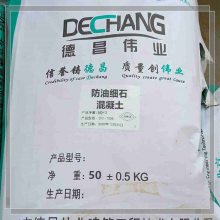 DECHANG
德昌伟业
信誉铸德昌 质量创伟业
Credibility of cast Dechang Quality create great cause
防油细石
混凝土
产品型号:
净 重: 50 ± 0.5 KG
生产日期: